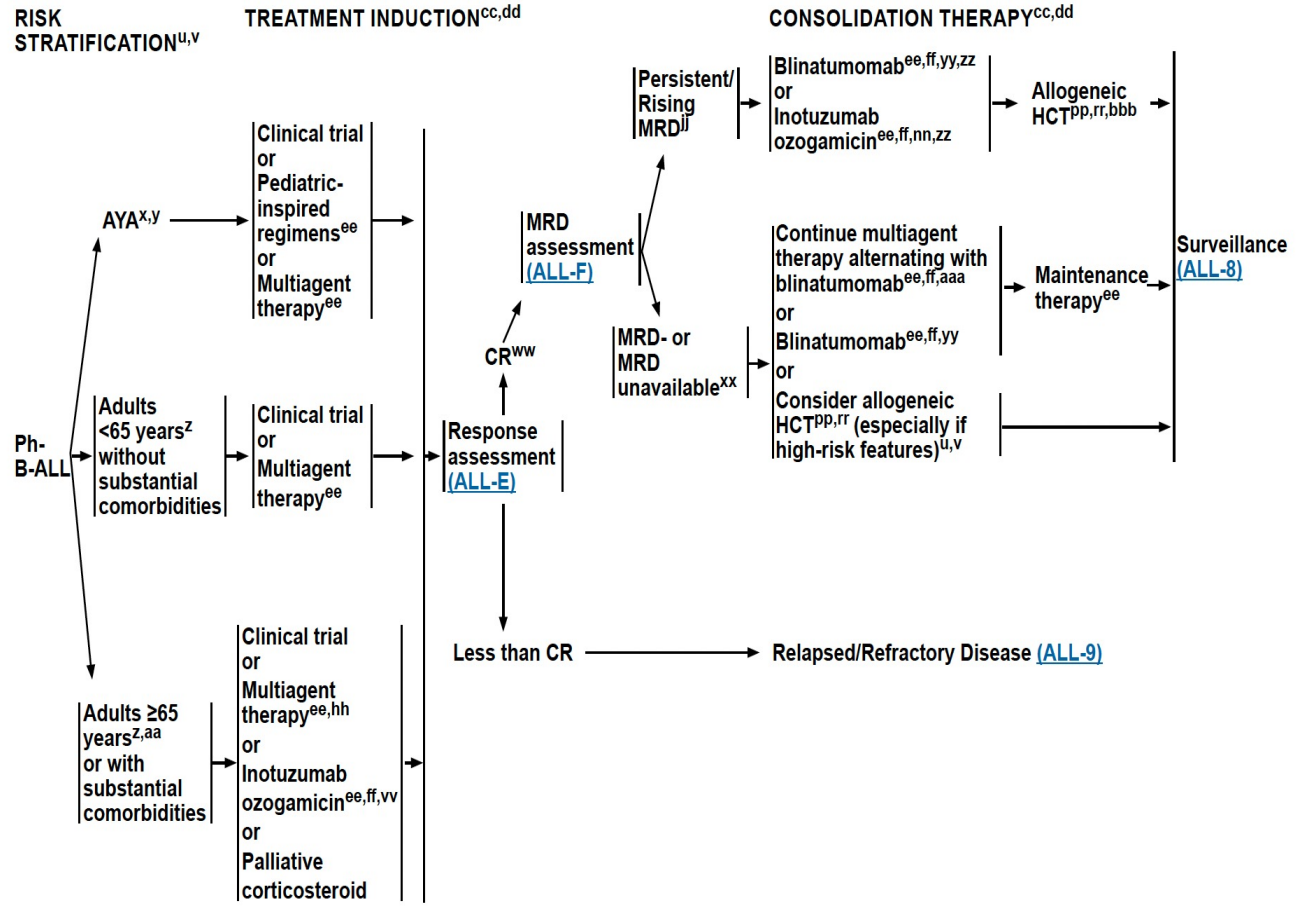 RISK
STRATIFICATIONu,v
TREATMENT INDUCTIONcc,dd
CONSOLIDATION THERAPYcc,dd
Ph-
B-ALL
AYAx,y
Clinical trial
or
Pediatric-
inspired
regimensee
or
Multiagent
therapyee
Adults
<65 yearsz
without
substantial
comorbidities
Clinical trial
or
Multiagent
therapyee
Adults ≥65
yearsz,aa
or with
substantial
comorbidities
Clinical trial
or
Multiagent
therapyee,hh
or
Inotuzumab
ozogamicinee,ff,vv
or
Palliative
corticosteroid
Response
assessment
(ALL-E)
CRww
MRD
assessment
(ALL-F)
Persistent/
Rising
MRDjj
Blinatumomabee,ff,yy,zz
or
Inotuzumab
ozogamicinee,ff,nn,zz
Allogeneic
HCTpp,rr,bbb
MRD- or
MRD
unavailablexx
Continue multiagent
therapy alternating with
blinatumomabee,ff,aaa
or
Blinatumomabee,ff,yy
or
Consider allogeneic
HCTpp,rr (especially if
high-risk features)u,v
Maintenance
therapyee
Surveillance
(ALL-8)
Less than CR
Relapsed/Refractory Disease (ALL-9)